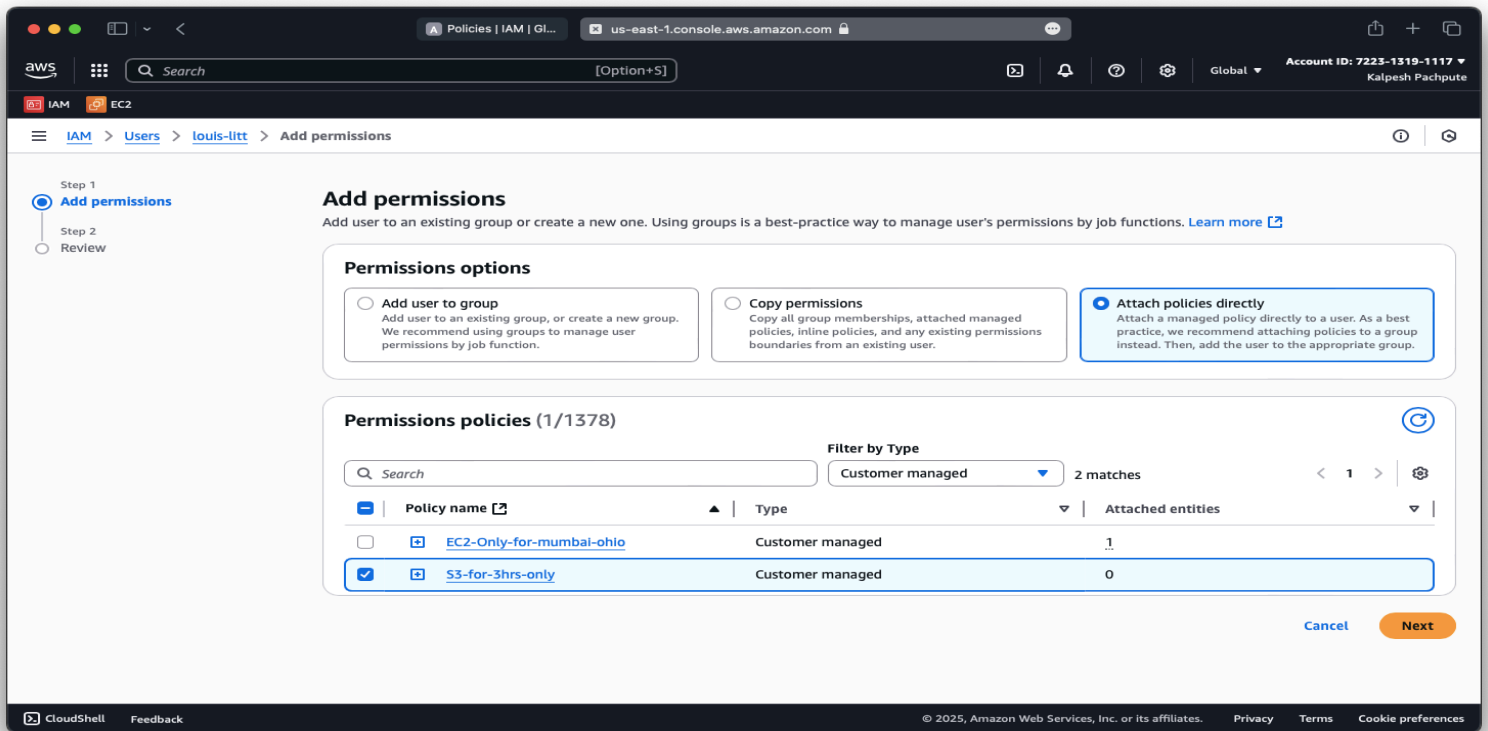 Policies | IAM | Gl...
us-east-1.console.aws.amazon.com
aws
Search
[Option+S]
Global
Account ID: 7223-1319-1117
Kalpesh Pachpute
IAM
EC2
IAM > Users > louis-litt > Add permissions
Step 1
Add permissions
Step 2
Review
Add permissions
Add user to an existing group or create a new one. Using groups is a best-practice way to manage user's permissions by job functions. Learn more
Permissions options
Add user to group
Add user to an existing group, or create a new group.
We recommend using groups to manage user
permissions by job function.
Copy permissions
Copy all group memberships, attached managed
policies, inline policies, and any existing permissions
boundaries from an existing user.
Attach policies directly
Attach a managed policy directly to a user. As a best
practice, we recommend attaching policies to a group
instead. Then, add the user to the appropriate group.
Permissions policies (1/1378)
Filter by Type
Search
Customer managed
2 matches
1
Policy name
Type
Attached entities
EC2-Only-for-mumbai-ohio
Customer managed
1
S3-for-3hrs-only
Customer managed
0
Cancel
Next
CloudShell
Feedback
© 2025, Amazon Web Services, Inc. or its affiliates.
Privacy
Terms
Cookie preferences